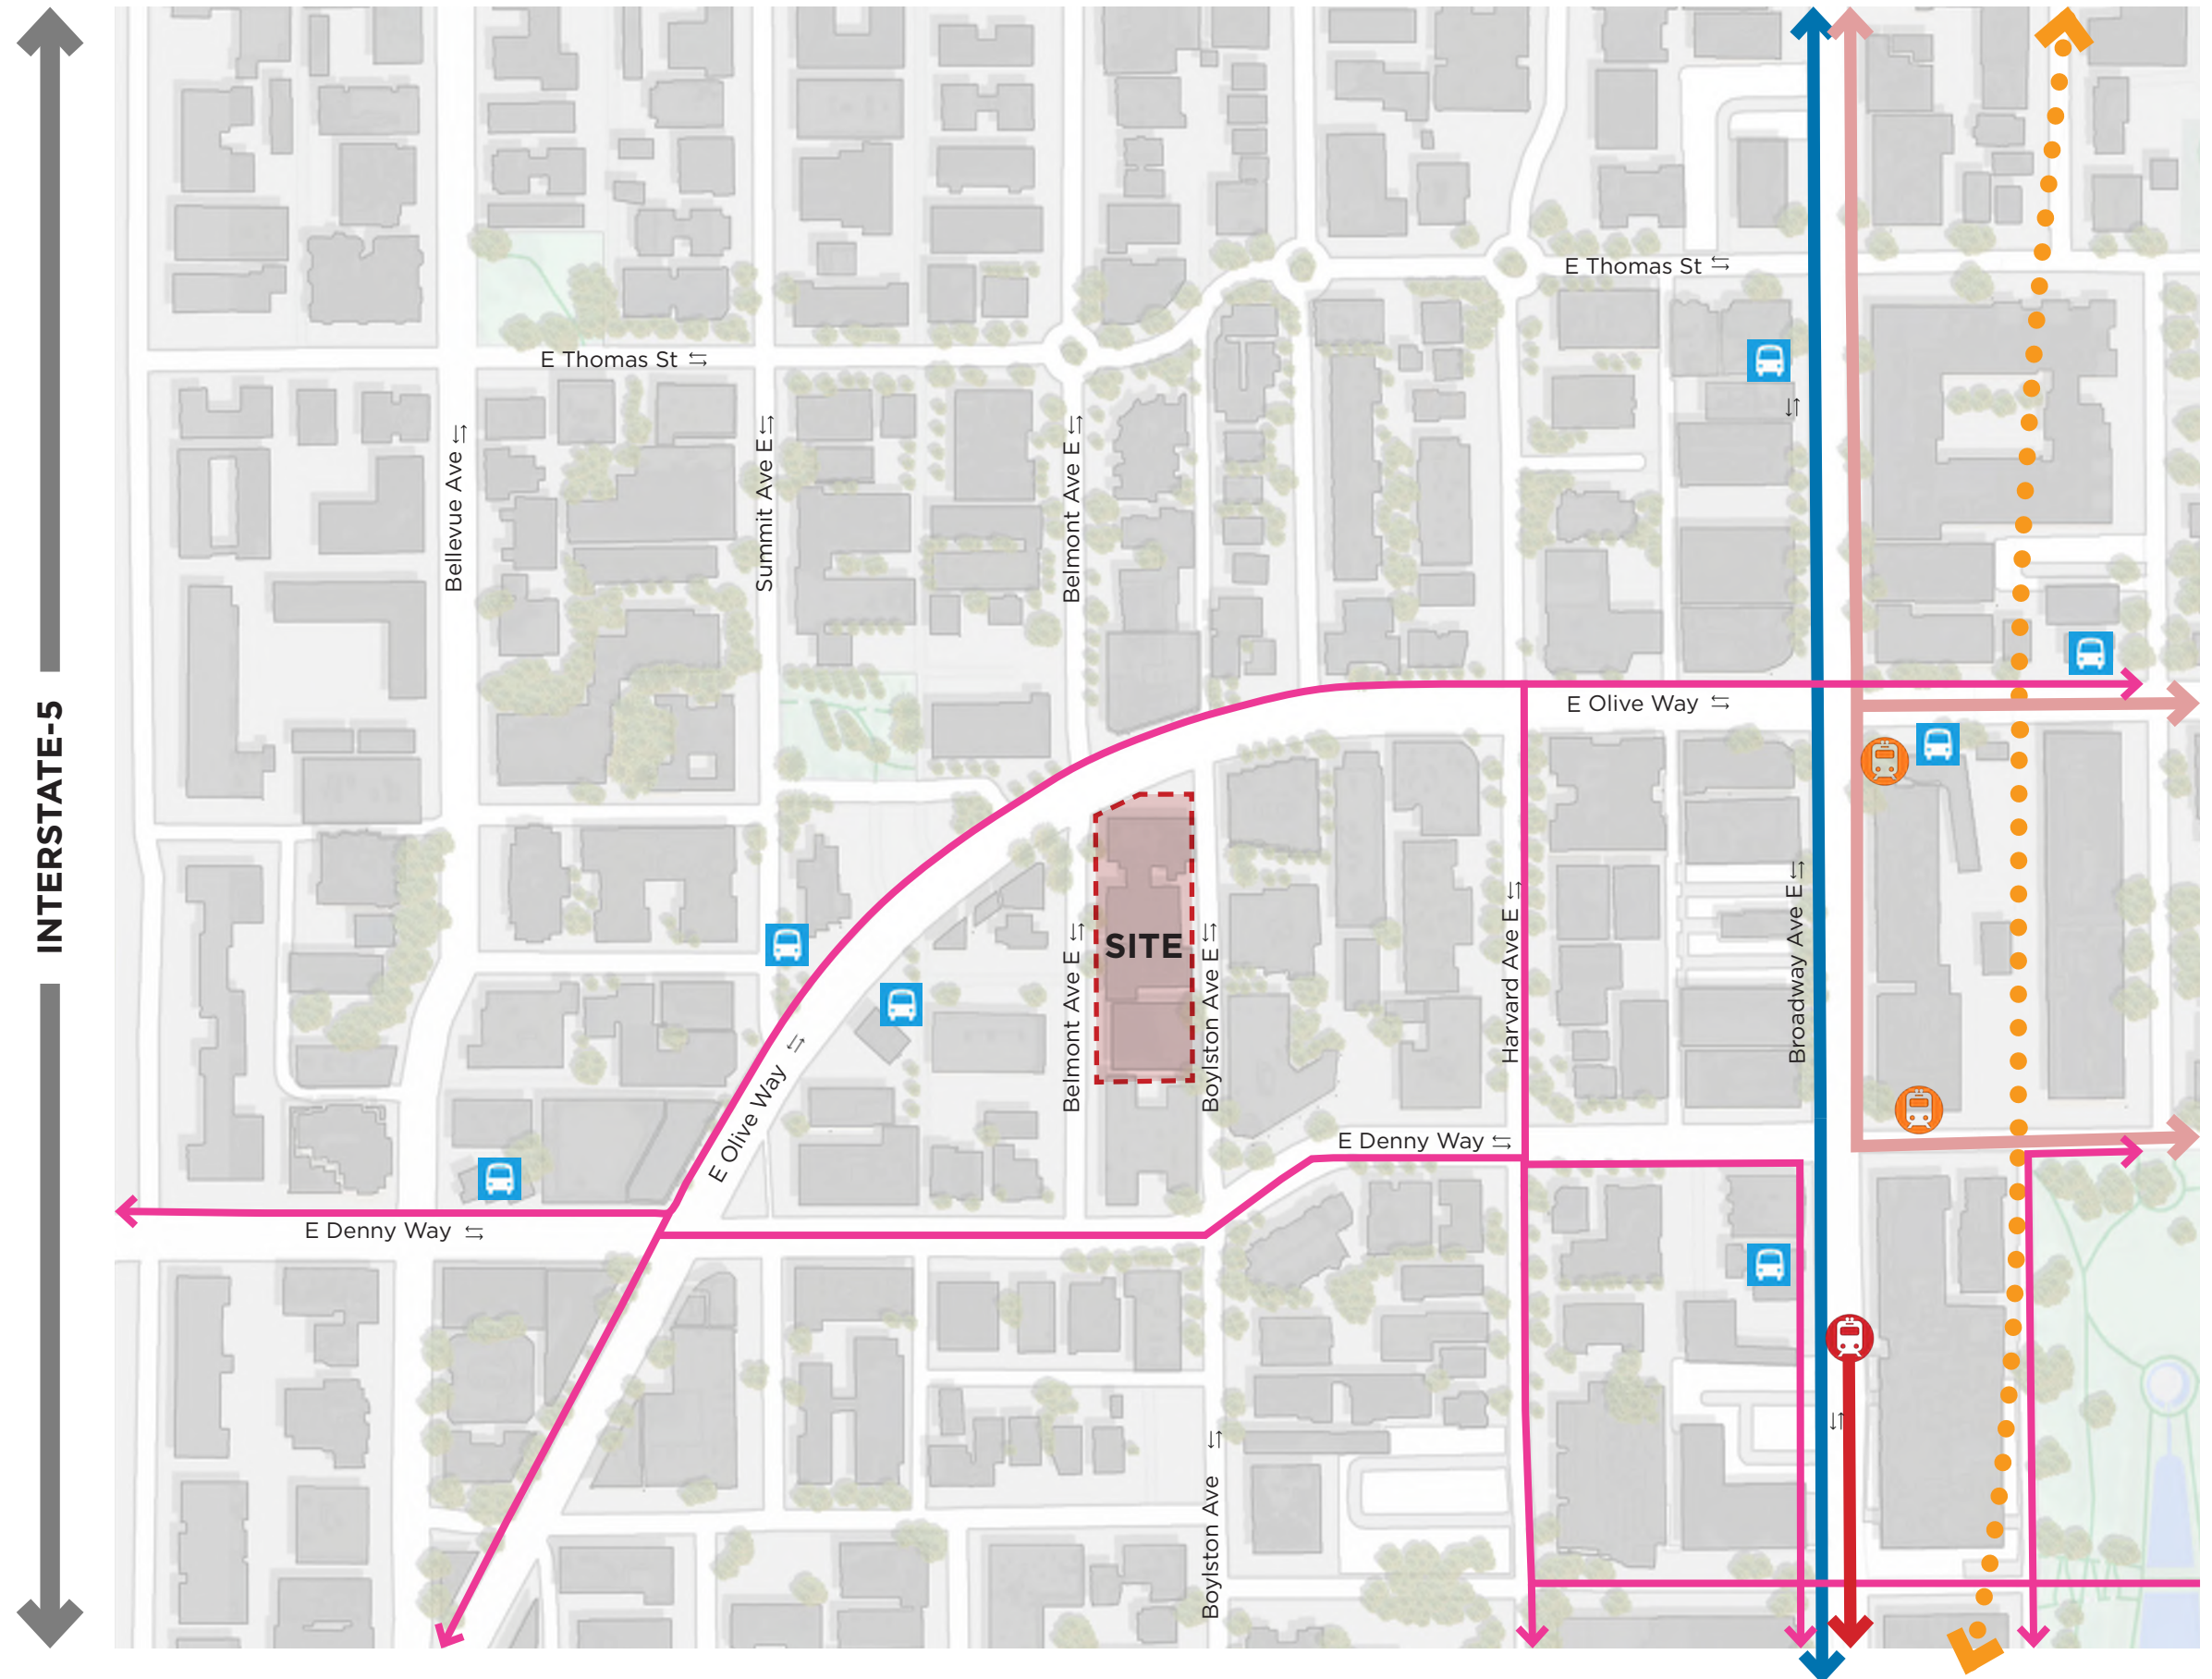 E Thomas St
E Thomas St
Bellevue Ave
Summit Ave E
Belmont Ave E
INTERSTATE-5
E Olive Way
SITE
Belmont Ave E
Boylston Ave E
Harvard Ave E
Broadway Ave E
E Olive Way
E Denny Way
E Denny Way
Boylston Ave